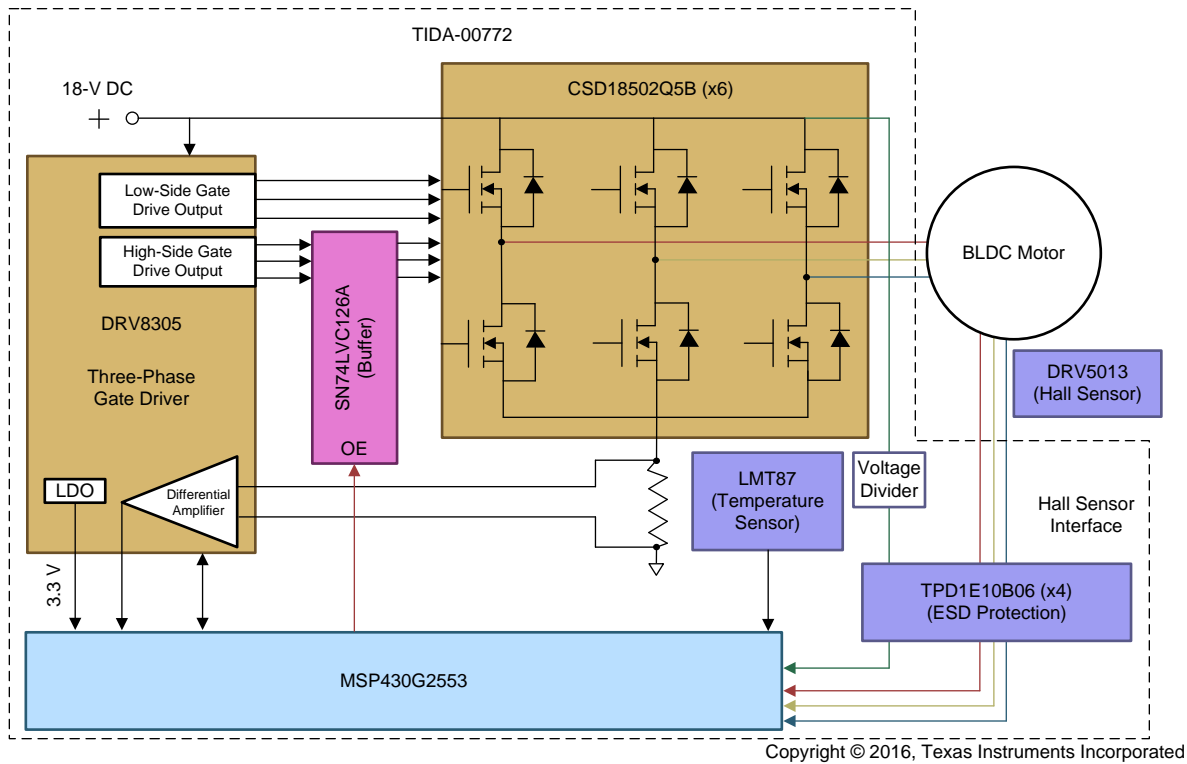 TIDA-00772
18-V DC
CSD18502Q5B (x6)
Low-Side Gate
Drive Output
High-Side Gate
Drive Output
DRV8305
Three-Phase
Gate Driver
SN74LVC126A
(Buffer)
OE
BLDC Motor
DRV5013
(Hall Sensor)
LDO
Differential
Amplifier
LMT87
(Temperature
Sensor)
Voltage
Divider
Hall Sensor
Interface
3.3 V
TPD1E10B06 (x4)
(ESD Protection)
MSP430G2553
Copyright © 2016, Texas Instruments Incorporated